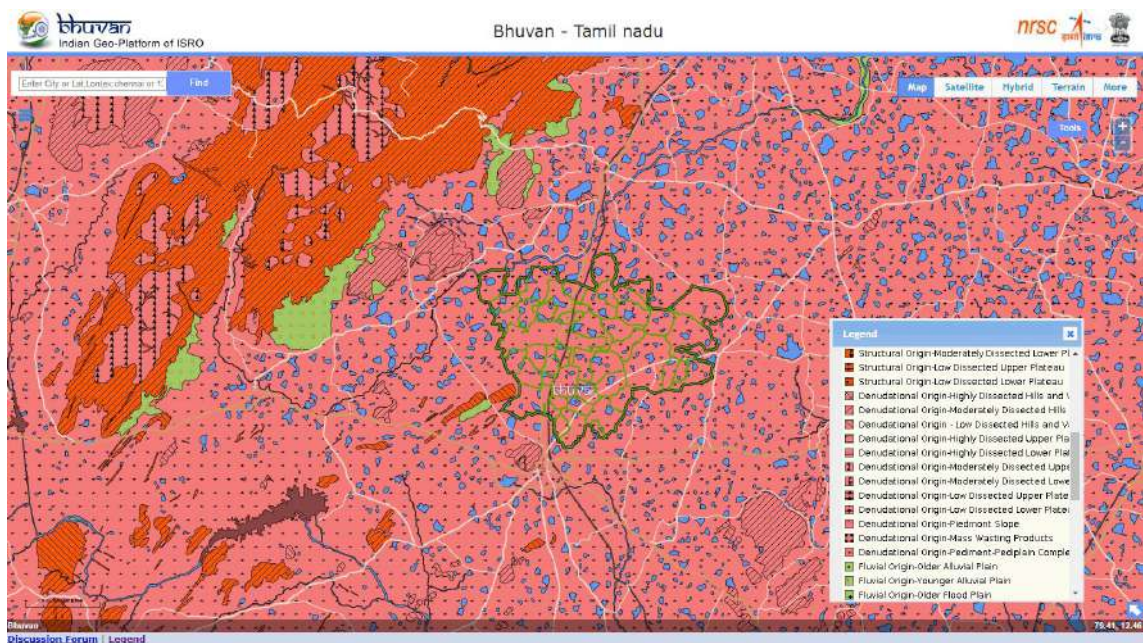 bhuvan
Indian Geo-Platform of ISRO
Bhuvan - Tamil nadu
nrsc
Find
Map Satellite Hybrid Terrain More
Tools
bhuvan
Legend
Structural Origin-Moderately Dissected Lower Pl
Structural Origin-Low Dissected Upper Plateau
Structural Origin-Low Dissected Lower Plateau
Denudational Origin-Highly Dissected Hills and V
Denudational Origin-Moderately Dissected Hills
Denudational Origin - Low Dissected Hills and Va
Denudational Origin-Highly Dissected Upper Pla
Denudational Origin-Highly Dissected Lower Plat
Denudational Origin-Moderately Dissected Uppe
Denudational Origin-Moderately Dissected Lowe
Denudational Origin-Low Dissected Upper Plate
Denudational Origin-Low Dissected Lower Platea
Denudational Origin-Piedmont Slope
Denudational Origin-Mass Wasting Products
Denudational Origin-Pediment-Pediplain Comple
Fluvial Origin-Older Alluvial Plain
Fluvial Origin-Younger Alluvial Plain
Fluvial Origin-Older Flood Plain
Bhuvan
79.41, 12.46
Discussion Forum | Legend